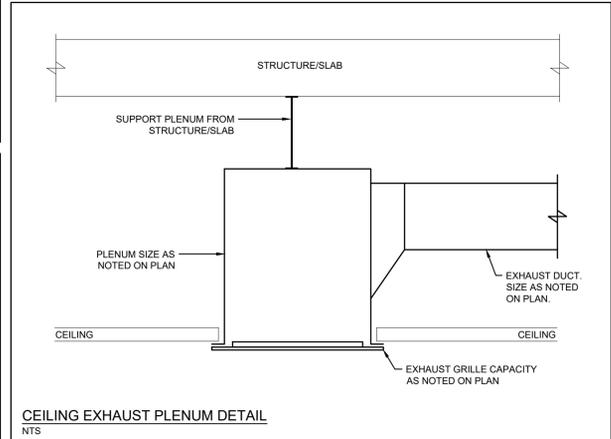 STRUCTURE/SLAB
SUPPORT PLENUM FROM
STRUCTURE/SLAB
PLENUM SIZE AS
NOTED ON PLAN
EXHAUST DUCT.
SIZE AS NOTED
ON PLAN.
CEILING
CEILING
EXHAUST GRILLE CAPACITY
AS NOTED ON PLAN
CEILING EXHAUST PLENUM DETAIL
NTS